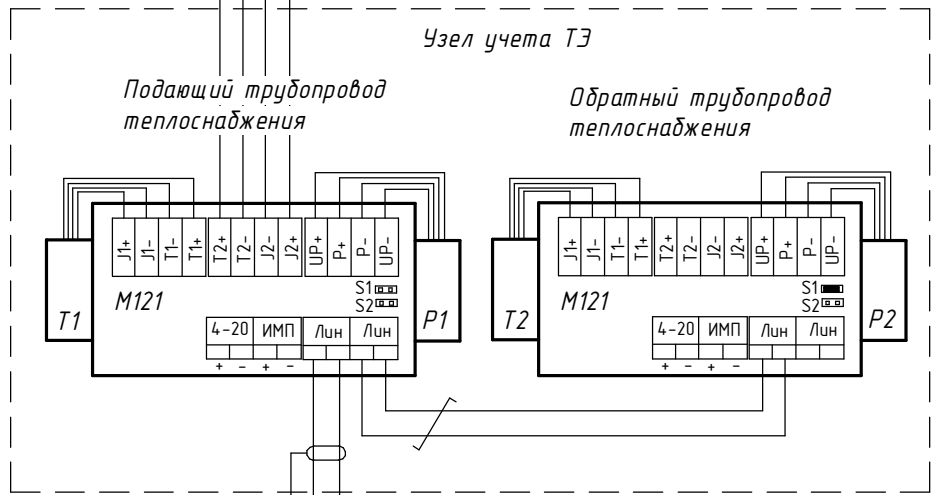 Узел учета ТЭ
Подающий трубопровод
теплоснабжения
Обратный трубопровод
теплоснабжения
J1+ J1- T1- T1+ T2+ T2- J2- J2+ UP+ P+ P- UP-
J1+ J1- T1- T1+ T2+ T2- J2- J2+ UP+ P+ P- UP-
T1
М121
S1
S2
P1
4-20 ИМП Лин Лин
+ - + -
T2
М121
S1
S2
P2
4-20 ИМП Лин Лин
+ - + -